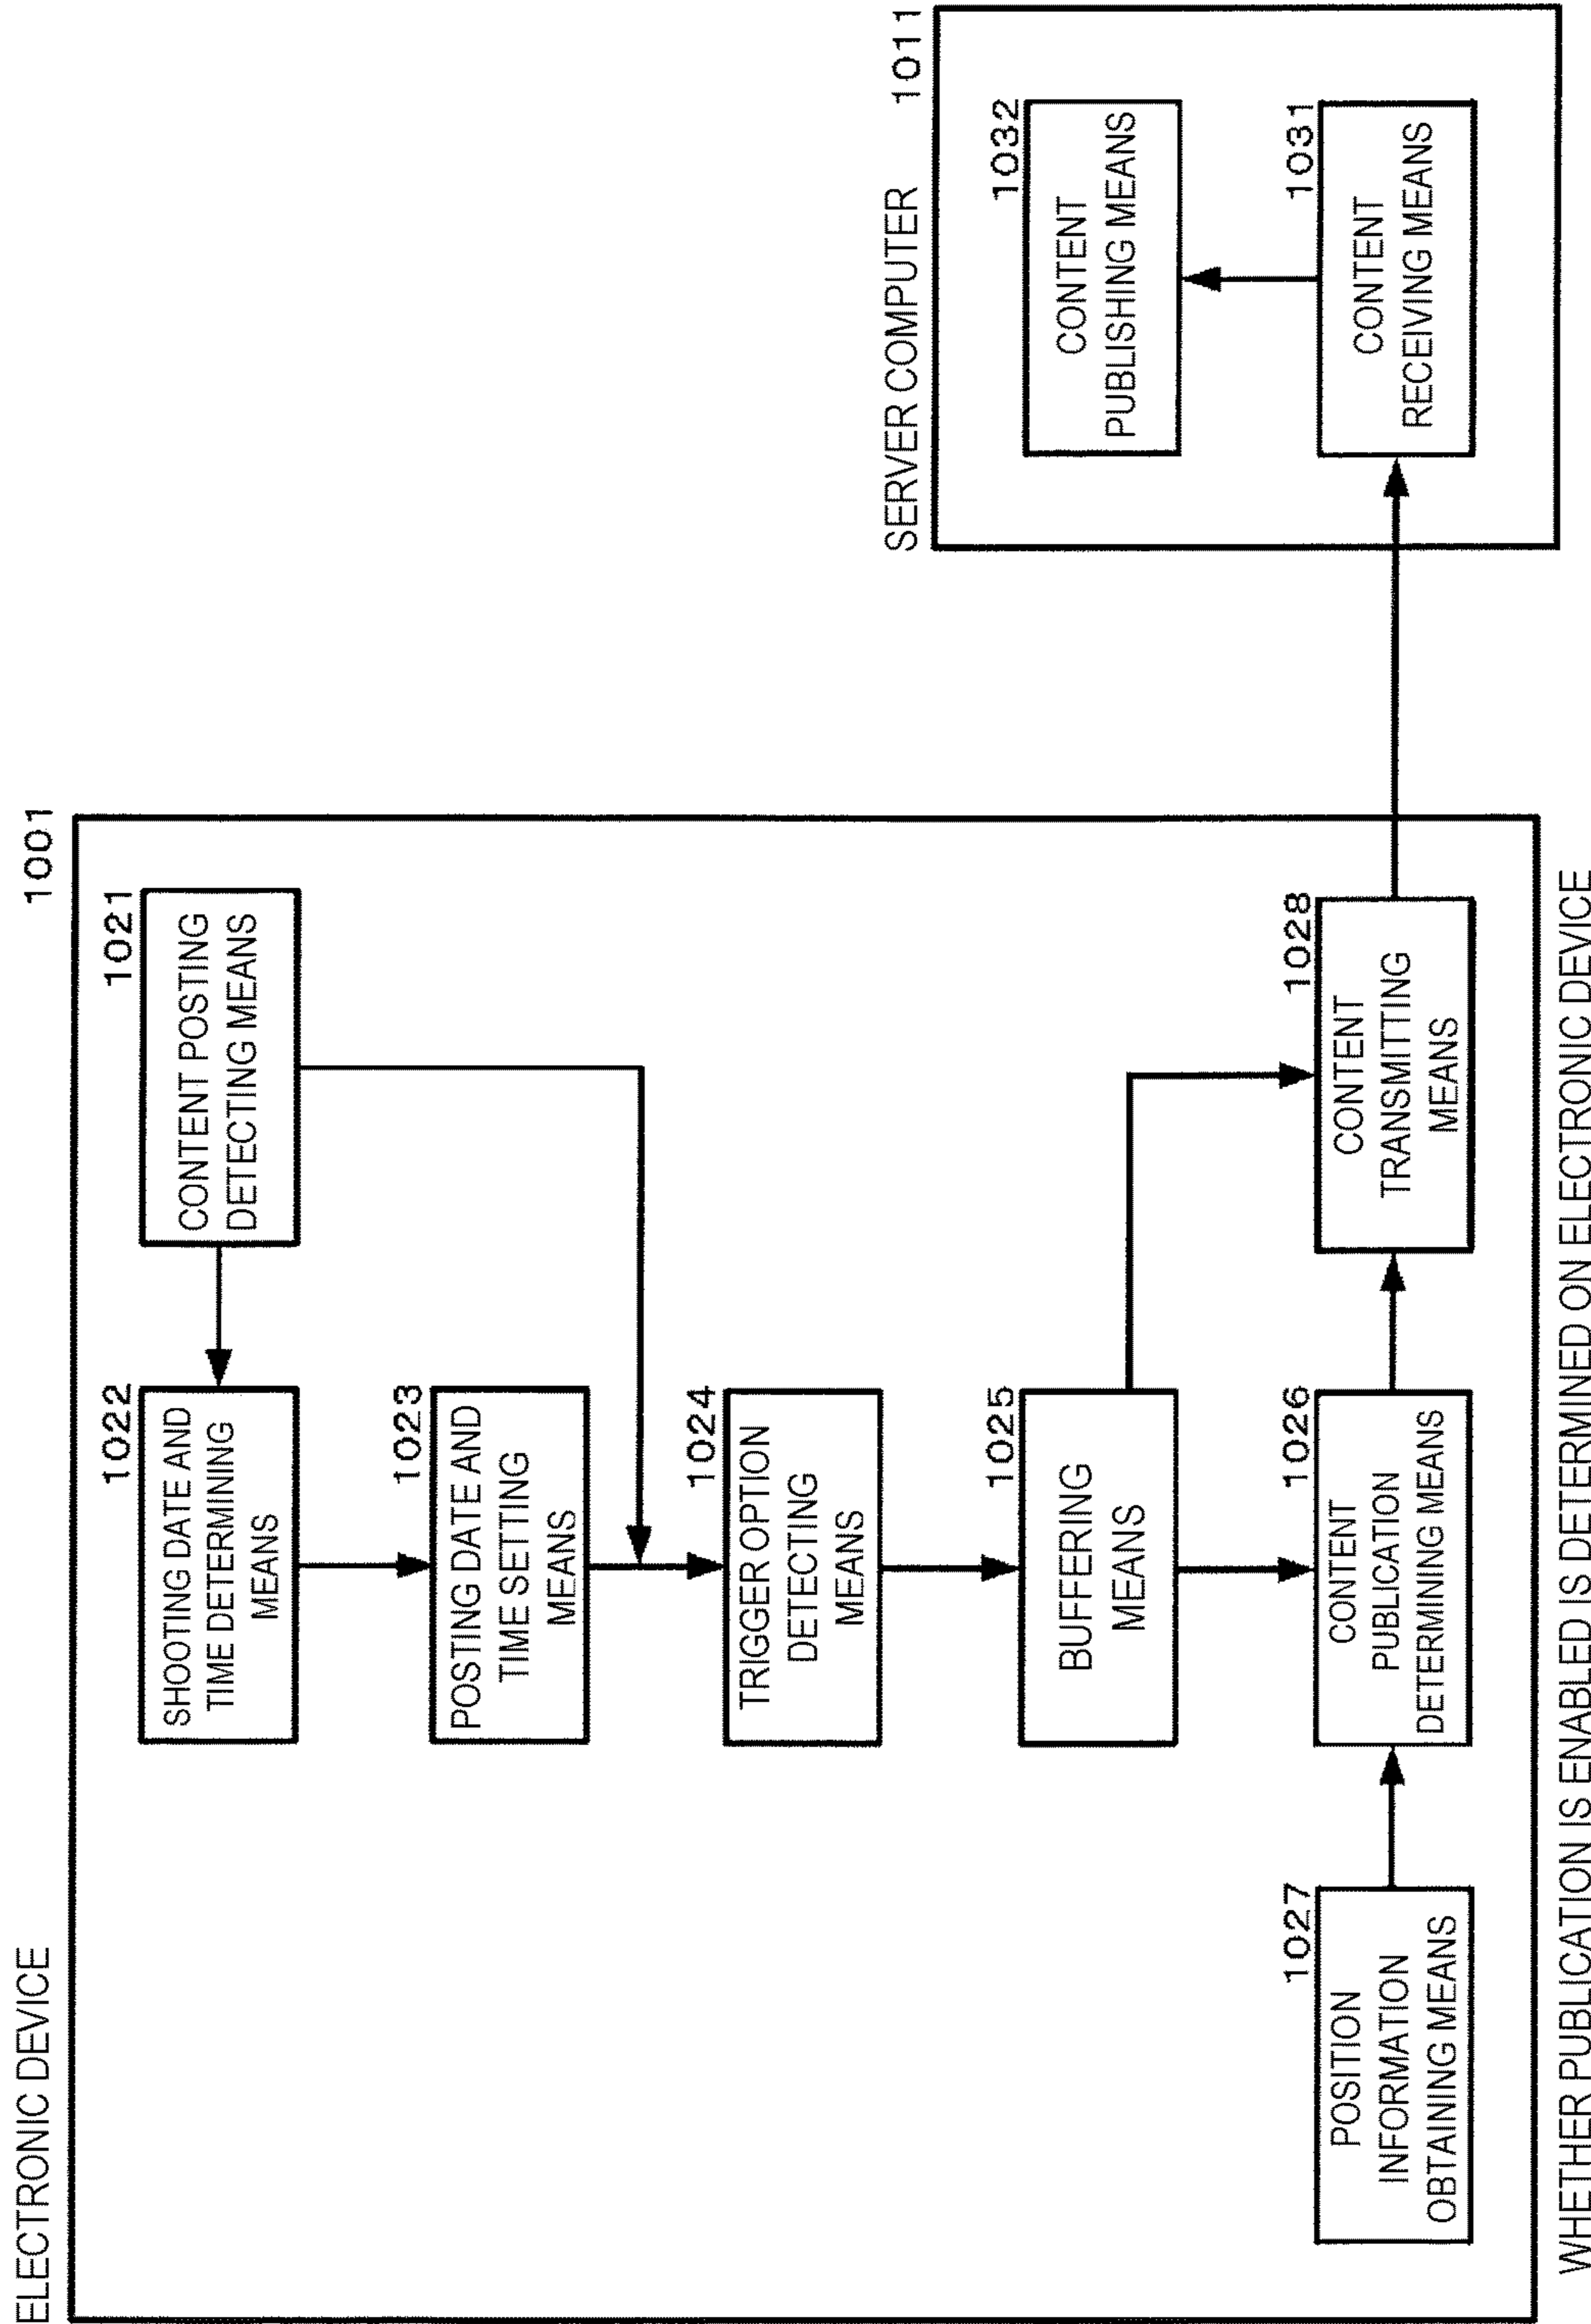 ELECTRONIC DEVICE
1001
1021
CONTENT POSTING
DETECTING MEANS
1022
SHOOTING DATE AND
TIME DETERMINING
MEANS
1023
POSTING DATE AND
TIME SETTING
MEANS
1024
TRIGGER OPTION
DETECTING
MEANS
1025
BUFFERING
MEANS
1027
POSITION
INFORMATION
OBTAINING MEANS
1026
CONTENT
PUBLICATION
DETERMINING MEANS
1028
CONTENT
TRANSMITTING
MEANS
SERVER COMPUTER
1011
1032
CONTENT
PUBLISHING MEANS
1031
CONTENT
RECEIVING MEANS
WHETHER PUBLICATION IS ENABLED IS DETERMINED ON ELECTRONIC DEVICE